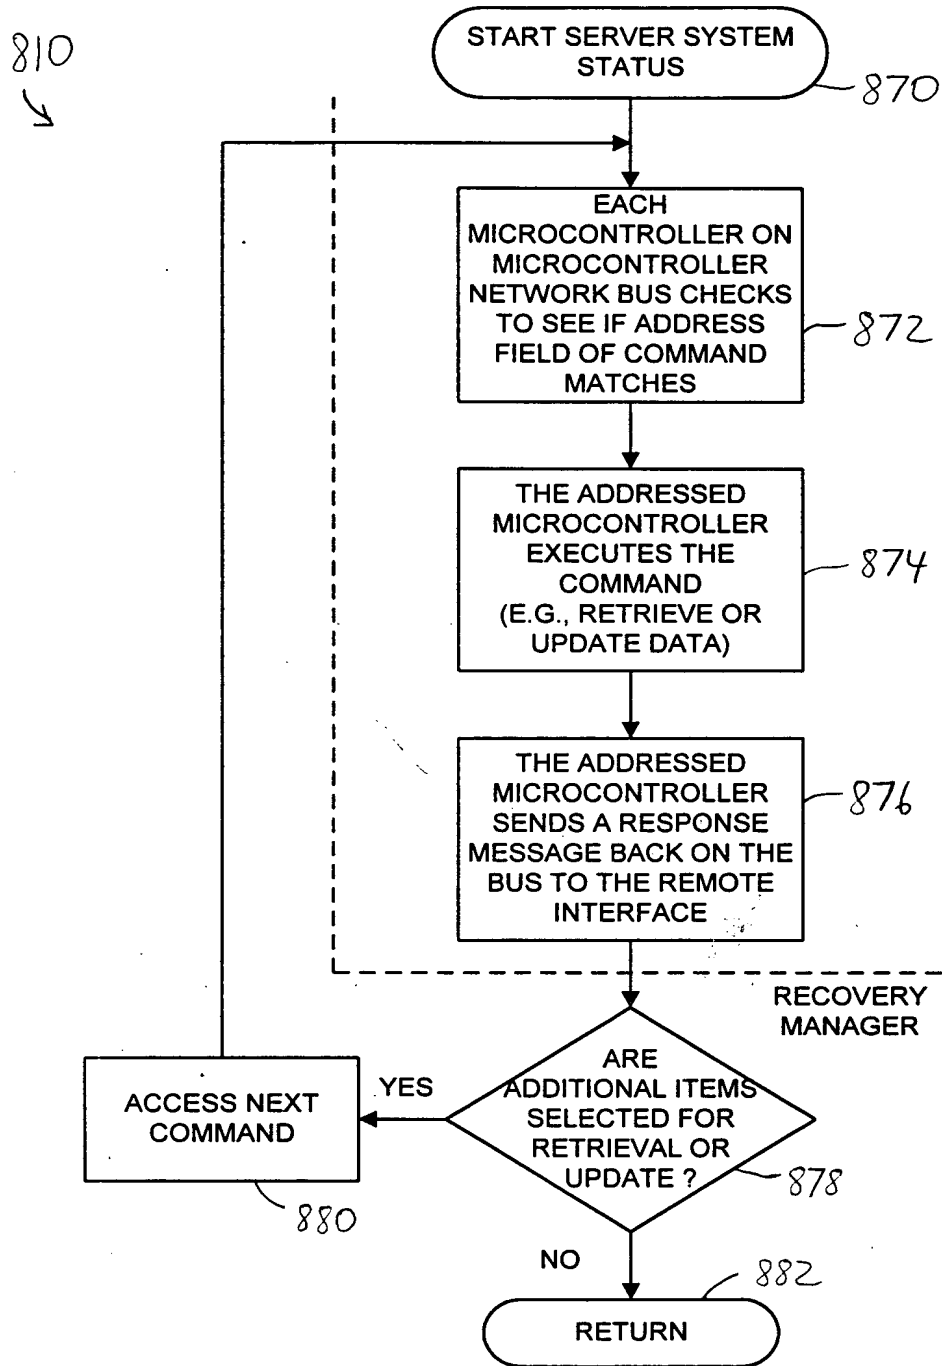 810
START SERVER SYSTEM
STATUS
870
EACH
MICROCONTROLLER ON
MICROCONTROLLER
NETWORK BUS CHECKS
TO SEE IF ADDRESS
FIELD OF COMMAND
MATCHES
872
THE ADDRESSED
MICROCONTROLLER
EXECUTES THE
COMMAND
(E.G., RETRIEVE OR
UPDATE DATA)
874
THE ADDRESSED
MICROCONTROLLER
SENDS A RESPONSE
MESSAGE BACK ON THE
BUS TO THE REMOTE
INTERFACE
876
RECOVERY
MANAGER
ARE
ADDITIONAL ITEMS
SELECTED FOR
RETRIEVAL OR
UPDATE ?
878
YES
ACCESS NEXT
COMMAND
880
NO
882
RETURN